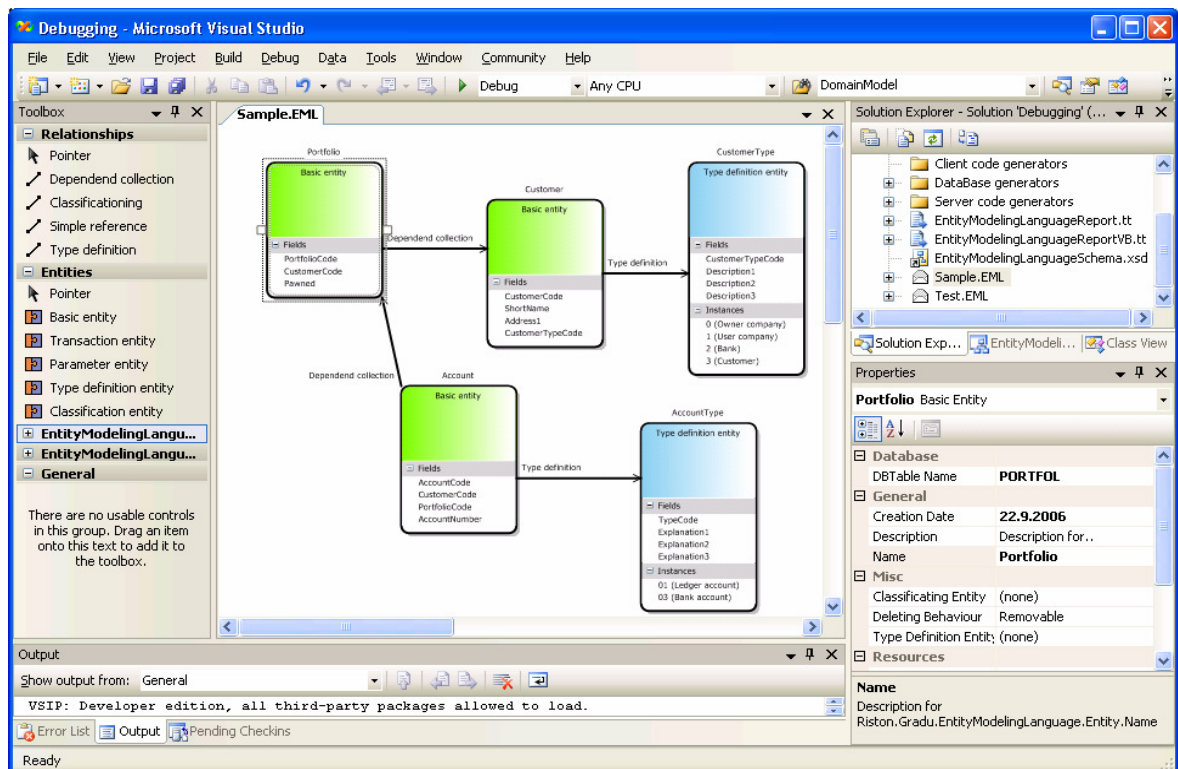 Debugging - Microsoft Visual Studio
File Edit View Project Build Debug Data Tools Window Community Help
Debug Any CPU DomainModel
Toolbox
Relationships
Pointer
Dependend collection
Classificationing
Simple reference
Type definition
Entities
Pointer
Basic entity
Transaction entity
Parameter entity
Type definition entity
Classification entity
EntityModelingLangu...
EntityModelingLangu...
General
There are no usable controls
in this group. Drag an item
onto this text to add it to
the toolbox.
Sample.EML
Portfolio
Basic entity
Fields
PortfolioCode
CustomerCode
Pawned
Dependend collection
Customer
Basic entity
Fields
CustomerCode
ShortName
Address1
CustomerTypeCode
Type definition
CustomerType
Type definition entity
Fields
CustomerTypeCode
Description1
Description2
Description3
Instances
0 (Owner company)
1 (User company)
2 (Bank)
3 (Customer)
Dependend collection
Account
Basic entity
Fields
AccountCode
CustomerCode
PortfolioCode
AccountNumber
Type definition
AccountType
Type definition entity
Fields
TypeCode
Explanation1
Explanation2
Explanation3
Instances
01 (Ledger account)
03 (Bank account)
Solution Explorer - Solution 'Debugging' (...
Client code generators
DataBase generators
Server code generators
EntityModelingLanguageReport.tt
EntityModelingLanguageReportVB.tt
EntityModelingLanguageSchema.xsd
Sample.EML
Test.EML
Solution Exp... EntityModeli... Class View
Properties
Portfolio Basic Entity
Database
DBTable Name PORTFOL
General
Creation Date 22.9.2006
Description Description for..
Name Portfolio
Misc
Classificating Entity (none)
Deleting Behaviour Removable
Type Definition Entity (none)
Resources
Name
Description for
Riston.Gradu.EntityModelingLanguage.Entity.Name
Output
Show output from: General
VSIP: Developer edition, all third-party packages allowed to load.
Error List Output Pending Checkins
Ready